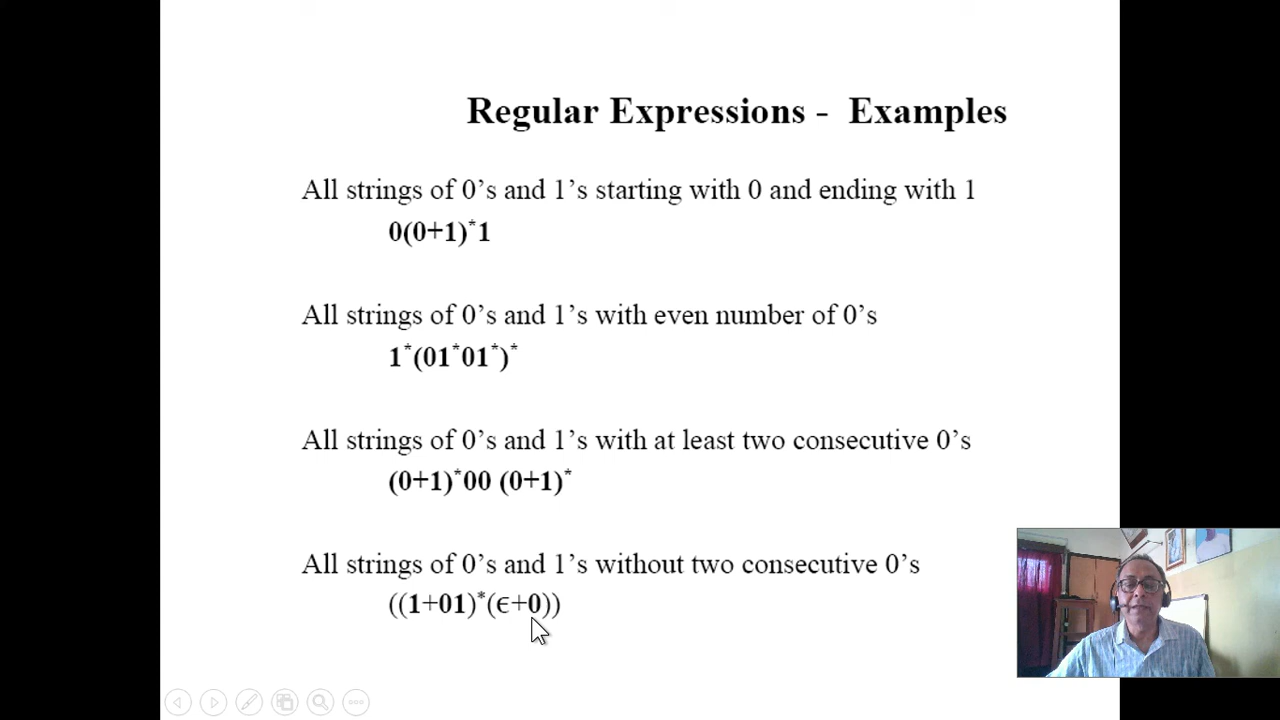 Regular Expressions - Examples
All strings of 0’s and 1’s starting with 0 and ending with 1
0(0+1)*1
All strings of 0’s and 1’s with even number of 0’s
1*(01*01*)*
All strings of 0’s and 1’s with at least two consecutive 0’s
(0+1)*00 (0+1)*
All strings of 0’s and 1’s without two consecutive 0’s
((1+01)*(ϵ+0))